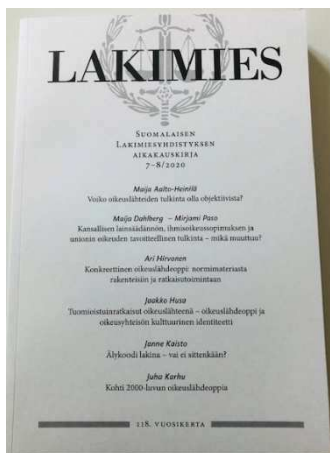 LAKIMIES
SUOMALAISEN
LAKIMIESYHDISTYKSEN
AIKAKAUSKIRJA
7–8/2020
Maija Aalto-Heinilä
Voiko oikeuslähteiden tulkinta olla objektiivista?
Maija Dahlberg – Mirjami Paso
Kansallisen lainsäädännön, ihmisoikeussopimuksen ja
unionin oikeuden tavoitteellinen tulkinta – mikä muuttuu?
Ari Hirvonen
Konkreettinen oikeuslähdeoppi: normimateriasta
rakenteisiin ja ratkaisutoimintaan
Jaakko Husa
Tuomioistuinratkaisut oikeuslähteenä – oikeuslähdeoppi ja
oikeusyhteisön kulttuurinen identiteetti
Janne Kaisto
Älykoodi lakina – vai ei sittenkään?
Juha Karhu
Kohti 2000-luvun oikeuslähdeoppia
118. VUOSIKERTA